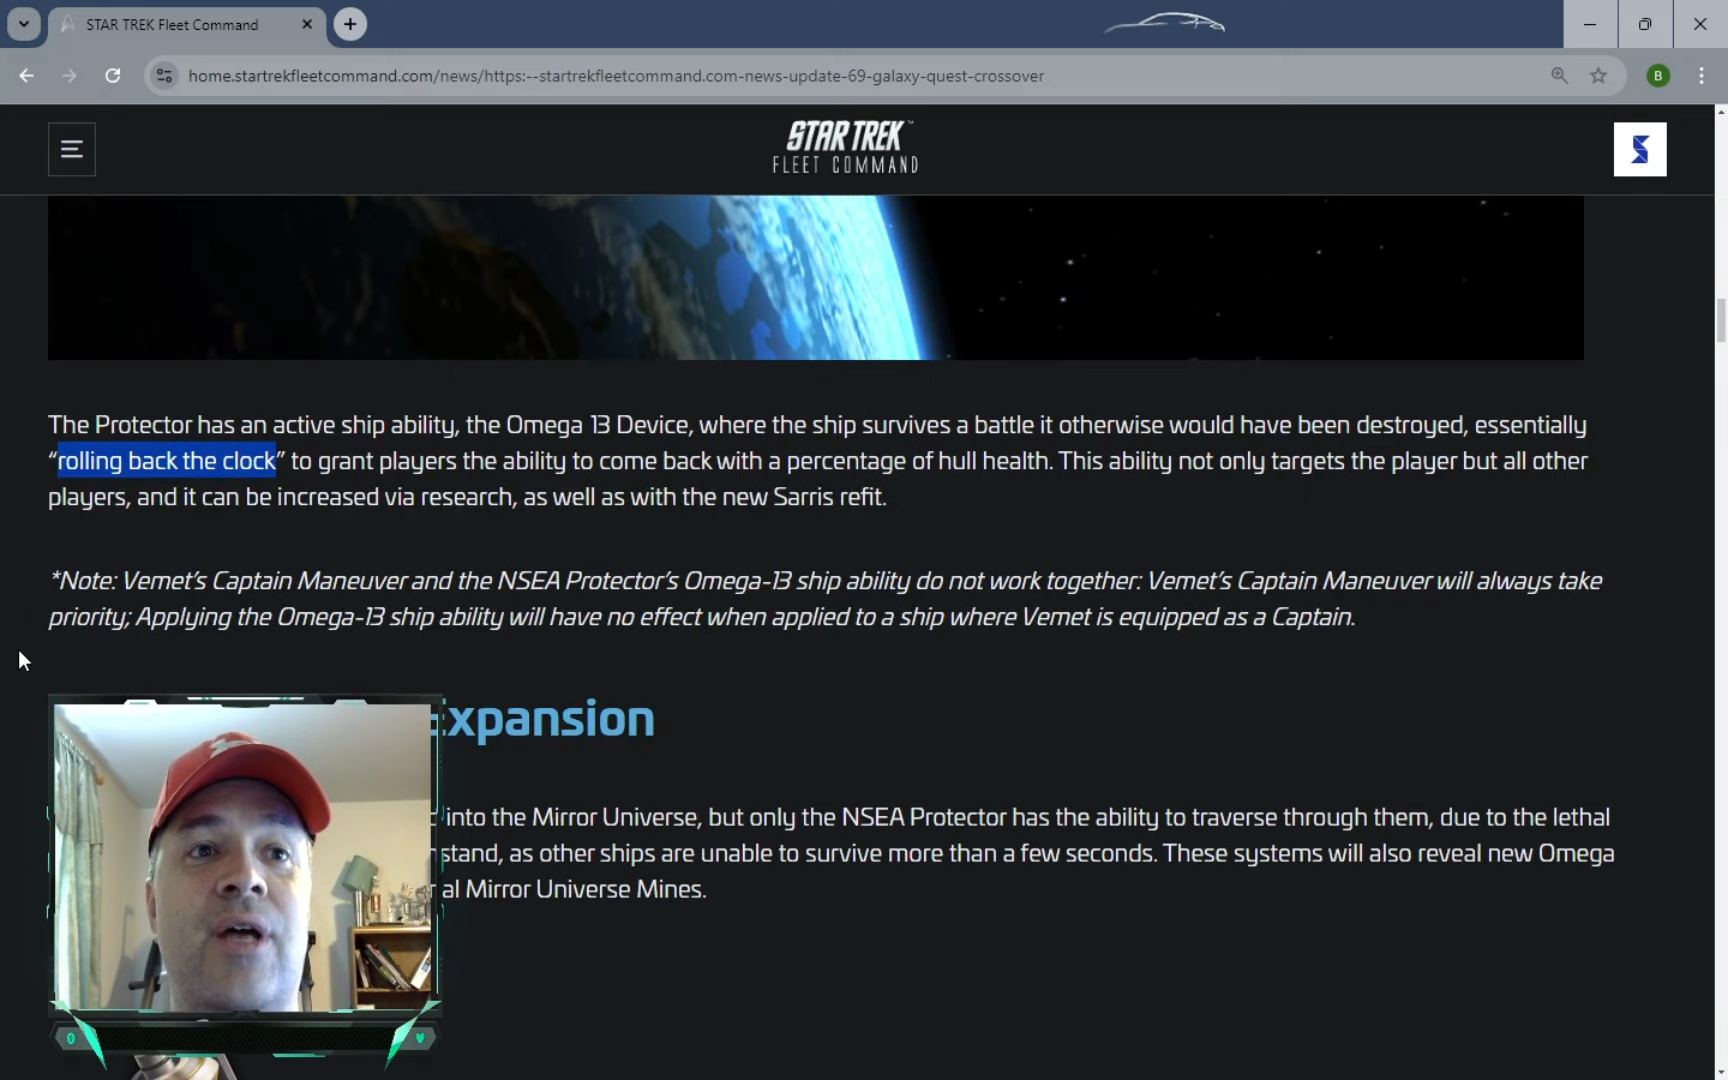 STAR TREK Fleet Command
home.startrekfleetcommand.com/news/https:--startrekfleetcommand.com-news-update-69-galaxy-quest-crossover
B
STAR TREK
FLEET COMMAND
The Protector has an active ship ability, the Omega 13 Device, where the ship survives a battle it otherwise would have been destroyed, essentially
“rolling back the clock” to grant players the ability to come back with a percentage of hull health. This ability not only targets the player but all other
players, and it can be increased via research, as well as with the new Sarris refit.
*Note: Vemet’s Captain Maneuver and the NSEA Protector’s Omega-13 ship ability do not work together: Vemet’s Captain Maneuver will always take
priority; Applying the Omega-13 ship ability will have no effect when applied to a ship where Vemet is equipped as a Captain.
Expansion
into the Mirror Universe, but only the NSEA Protector has the ability to traverse through them, due to the lethal
stand, as other ships are unable to survive more than a few seconds. These systems will also reveal new Omega
al Mirror Universe Mines.
0